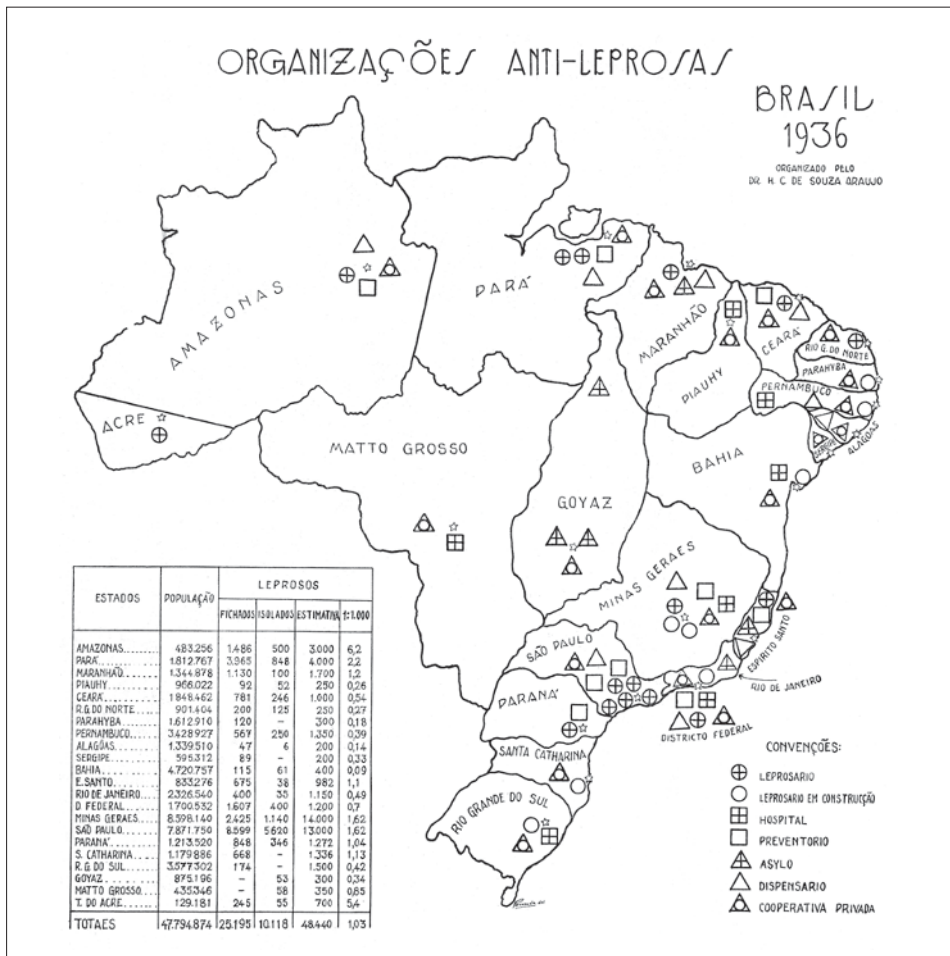 ORGANIZAÇÕES ANTI-LEPROSAS
BRASIL
1936
ORGANIZADO PELO
DR. H. C. DE SOUZA ARAUJO
AMAZONAS
PARÁ
MARANHÃO
PIAUHY
CEARÁ
RIO G. DO NORTE
PARAHYBA
PERNAMBUCO
ALAGOAS
SERGIPE
BAHIA
ACRE
MATTO GROSSO
GOYAZ
MINAS GERAES
ESPIRITO SANTO
RIO DE JANEIRO
SÃO PAULO
DISTRICTO FEDERAL
PARANÁ
SANTA CATHARINA
RIO GRANDE DO SUL
CONVENÇÕES:
LEPROSARIO
LEPROSARIO EM CONSTRUCÇÃO
HOSPITAL
PREVENTORIO
ASYLO
DISPENSARIO
COOPERATIVA PRIVADA
ESTADOS POPULAÇÃO LEPROSOS
FICHADOS ISOLADOS ESTIMATIVA 1:1.000
AMAZONAS....... 483.256 1.486 500 3.000 6,2
PARÁ............... 1.812.767 3.965 848 4.000 2,2
MARANHÃO....... 1.344.878 1.130 100 1.700 1,2
PIAUHY............ 966.022 92 52 250 0,26
CEARÁ............. 1848.462 781 246 1.000 0,54
R.G. DO NORTE.... 901.404 200 125 250 0,27
PARAHYBA......... 1.612.910 120 – 300 0,18
PERNAMBUCO..... 3.428927 567 250 1.350 0,39
ALAGÔAS.......... 1.339.510 47 6 200 0,14
SERGIPE........... 595.312 89 – 200 0,33
BAHIA.............. 4.720.757 115 61 400 0,09
E. SANTO.......... 833.276 675 38 982 1,1
RIO DE JANEIRO... 2.326.540 400 35 1.150 0,49
D FEDERAL........ 1.700.532 1.607 400 1.200 0,7
MINAS GERAES.... 8.598.140 2.425 1.140 14.000 1,62
SÃO PAULO........ 7.871.750 8.599 5620 13.000 1,62
PARANÁ........... 1.213.520 848 346 1.272 1,04
S. CATHARINA..... 1.179.886 668 – 1.336 1,13
R.G. DO SUL....... 3.577.302 174 – 1.500 0,42
GOYAZ............. 875.196 – 53 300 0,34
MATTO GROSSO... 435.346 – 58 350 0,85
T. DO ACRE....... 129.181 245 55 700 5,4
TOTAES 47.794.874 25.195 10.118 48.440 1,03